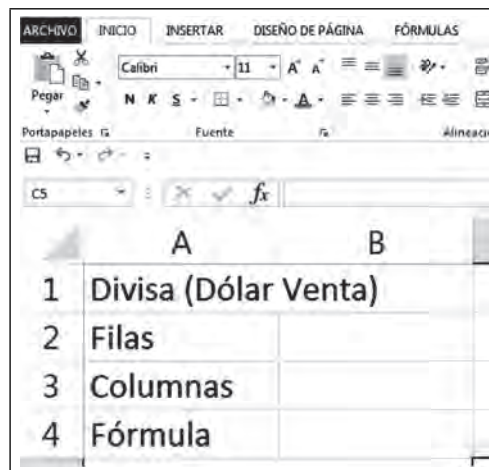 ARCHIVO INICIO INSERTAR DISEÑO DE PÁGINA FÓRMULAS
Calibri 11 A A
Pegar N K S A
Portapapeles Fuente Alineació
C5 fx
A B
1 Divisa (Dólar Venta)
2 Filas
3 Columnas
4 Fórmula